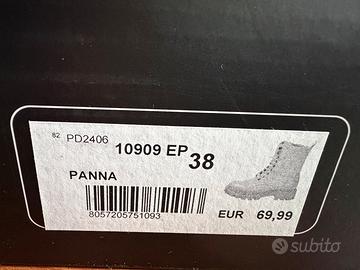 82 PD2406
10909 EP 38
PANNA
8057205751093
EUR 69,99
subito